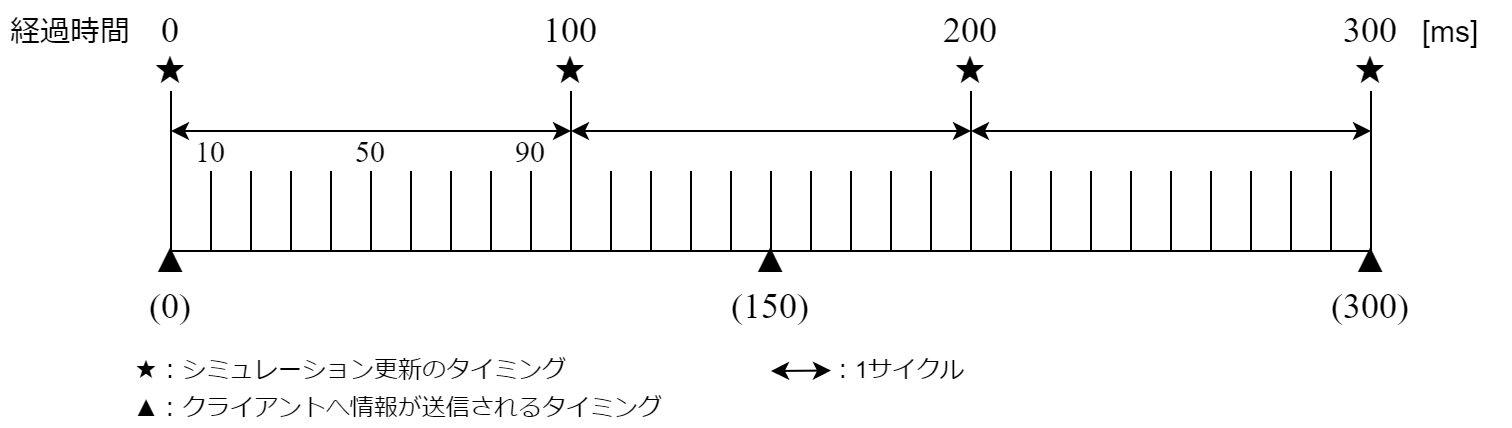 経過時間 0 100 200 300 [ms]
10 50 90
(0) (150) (300)
★：シミュレーション更新のタイミング ：1サイクル
▲：クライアントへ情報が送信されるタイミング